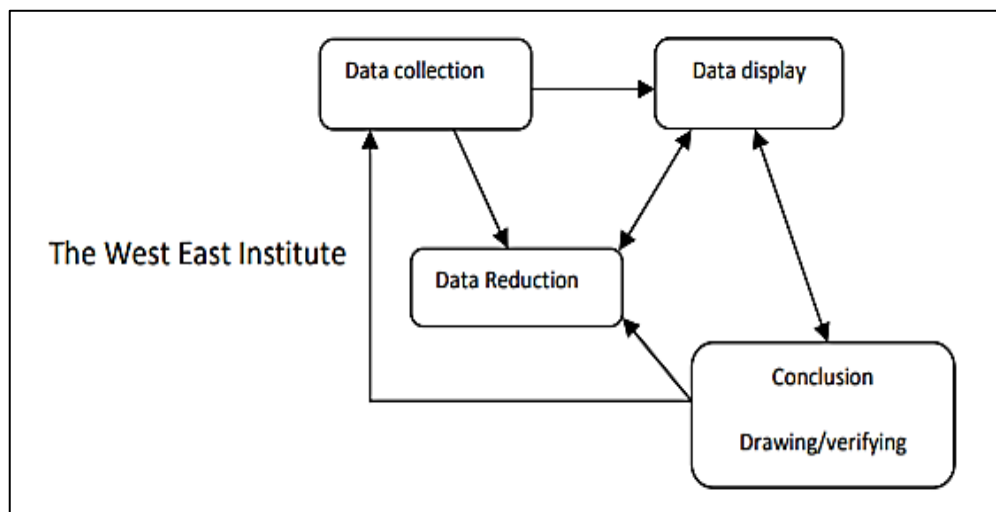 Data collection
Data display
The West East Institute
Data Reduction
Conclusion
Drawing/verifying